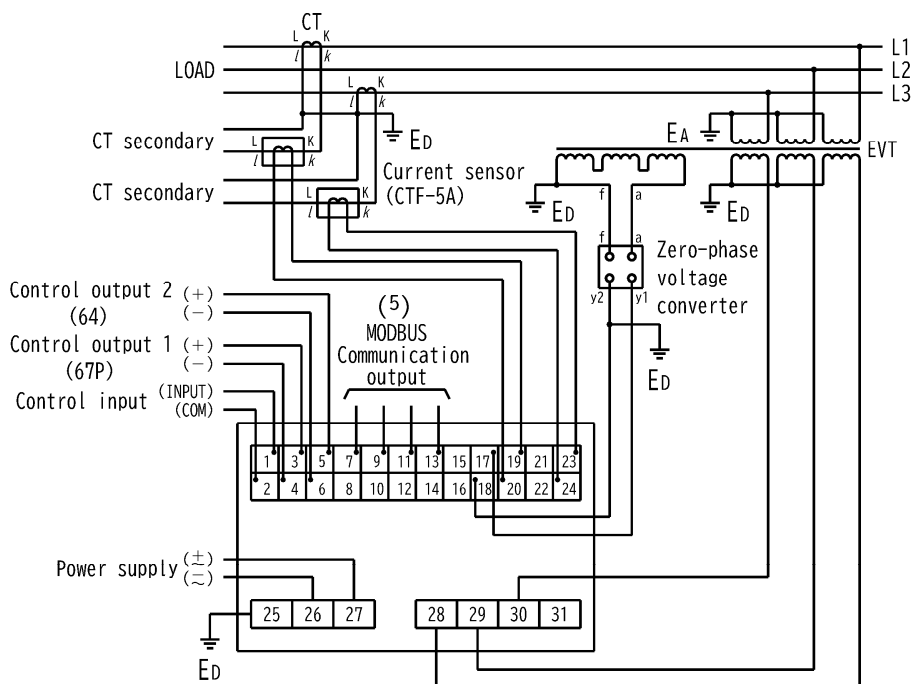 CT
L K
l k
L1
LOAD
L2
L3
L K
l k
CT secondary
L K
l k
ED
EA
EVT
Current sensor
(CTF-5A)
CT secondary
L K
l k
ED
f a
ED
f a
Zero-phase
voltage
converter
y2 y1
Control output 2 (+)
(64) (−)
(5)
MODBUS
Communication
output
Control output 1 (+)
(67P) (−)
ED
Control input (INPUT)
(COM)
1 3 5 7 9 11 13 15 17 19 21 23
2 4 6 8 10 12 14 16 18 20 22 24
Power supply (±)
(≂)
25 26 27
28 29 30 31
ED